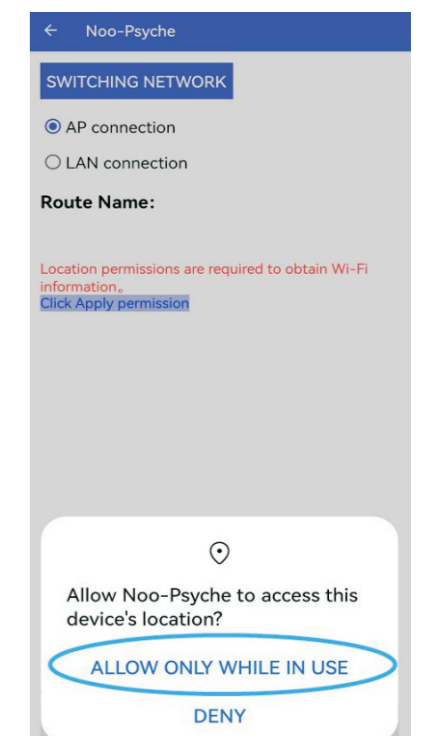 Noo-Psyche
SWITCHING NETWORK
AP connection
LAN connection
Route Name:
Location permissions are required to obtain Wi-Fi
information。
Click Apply permission
Allow Noo-Psyche to access this
device's location?
ALLOW ONLY WHILE IN USE
DENY